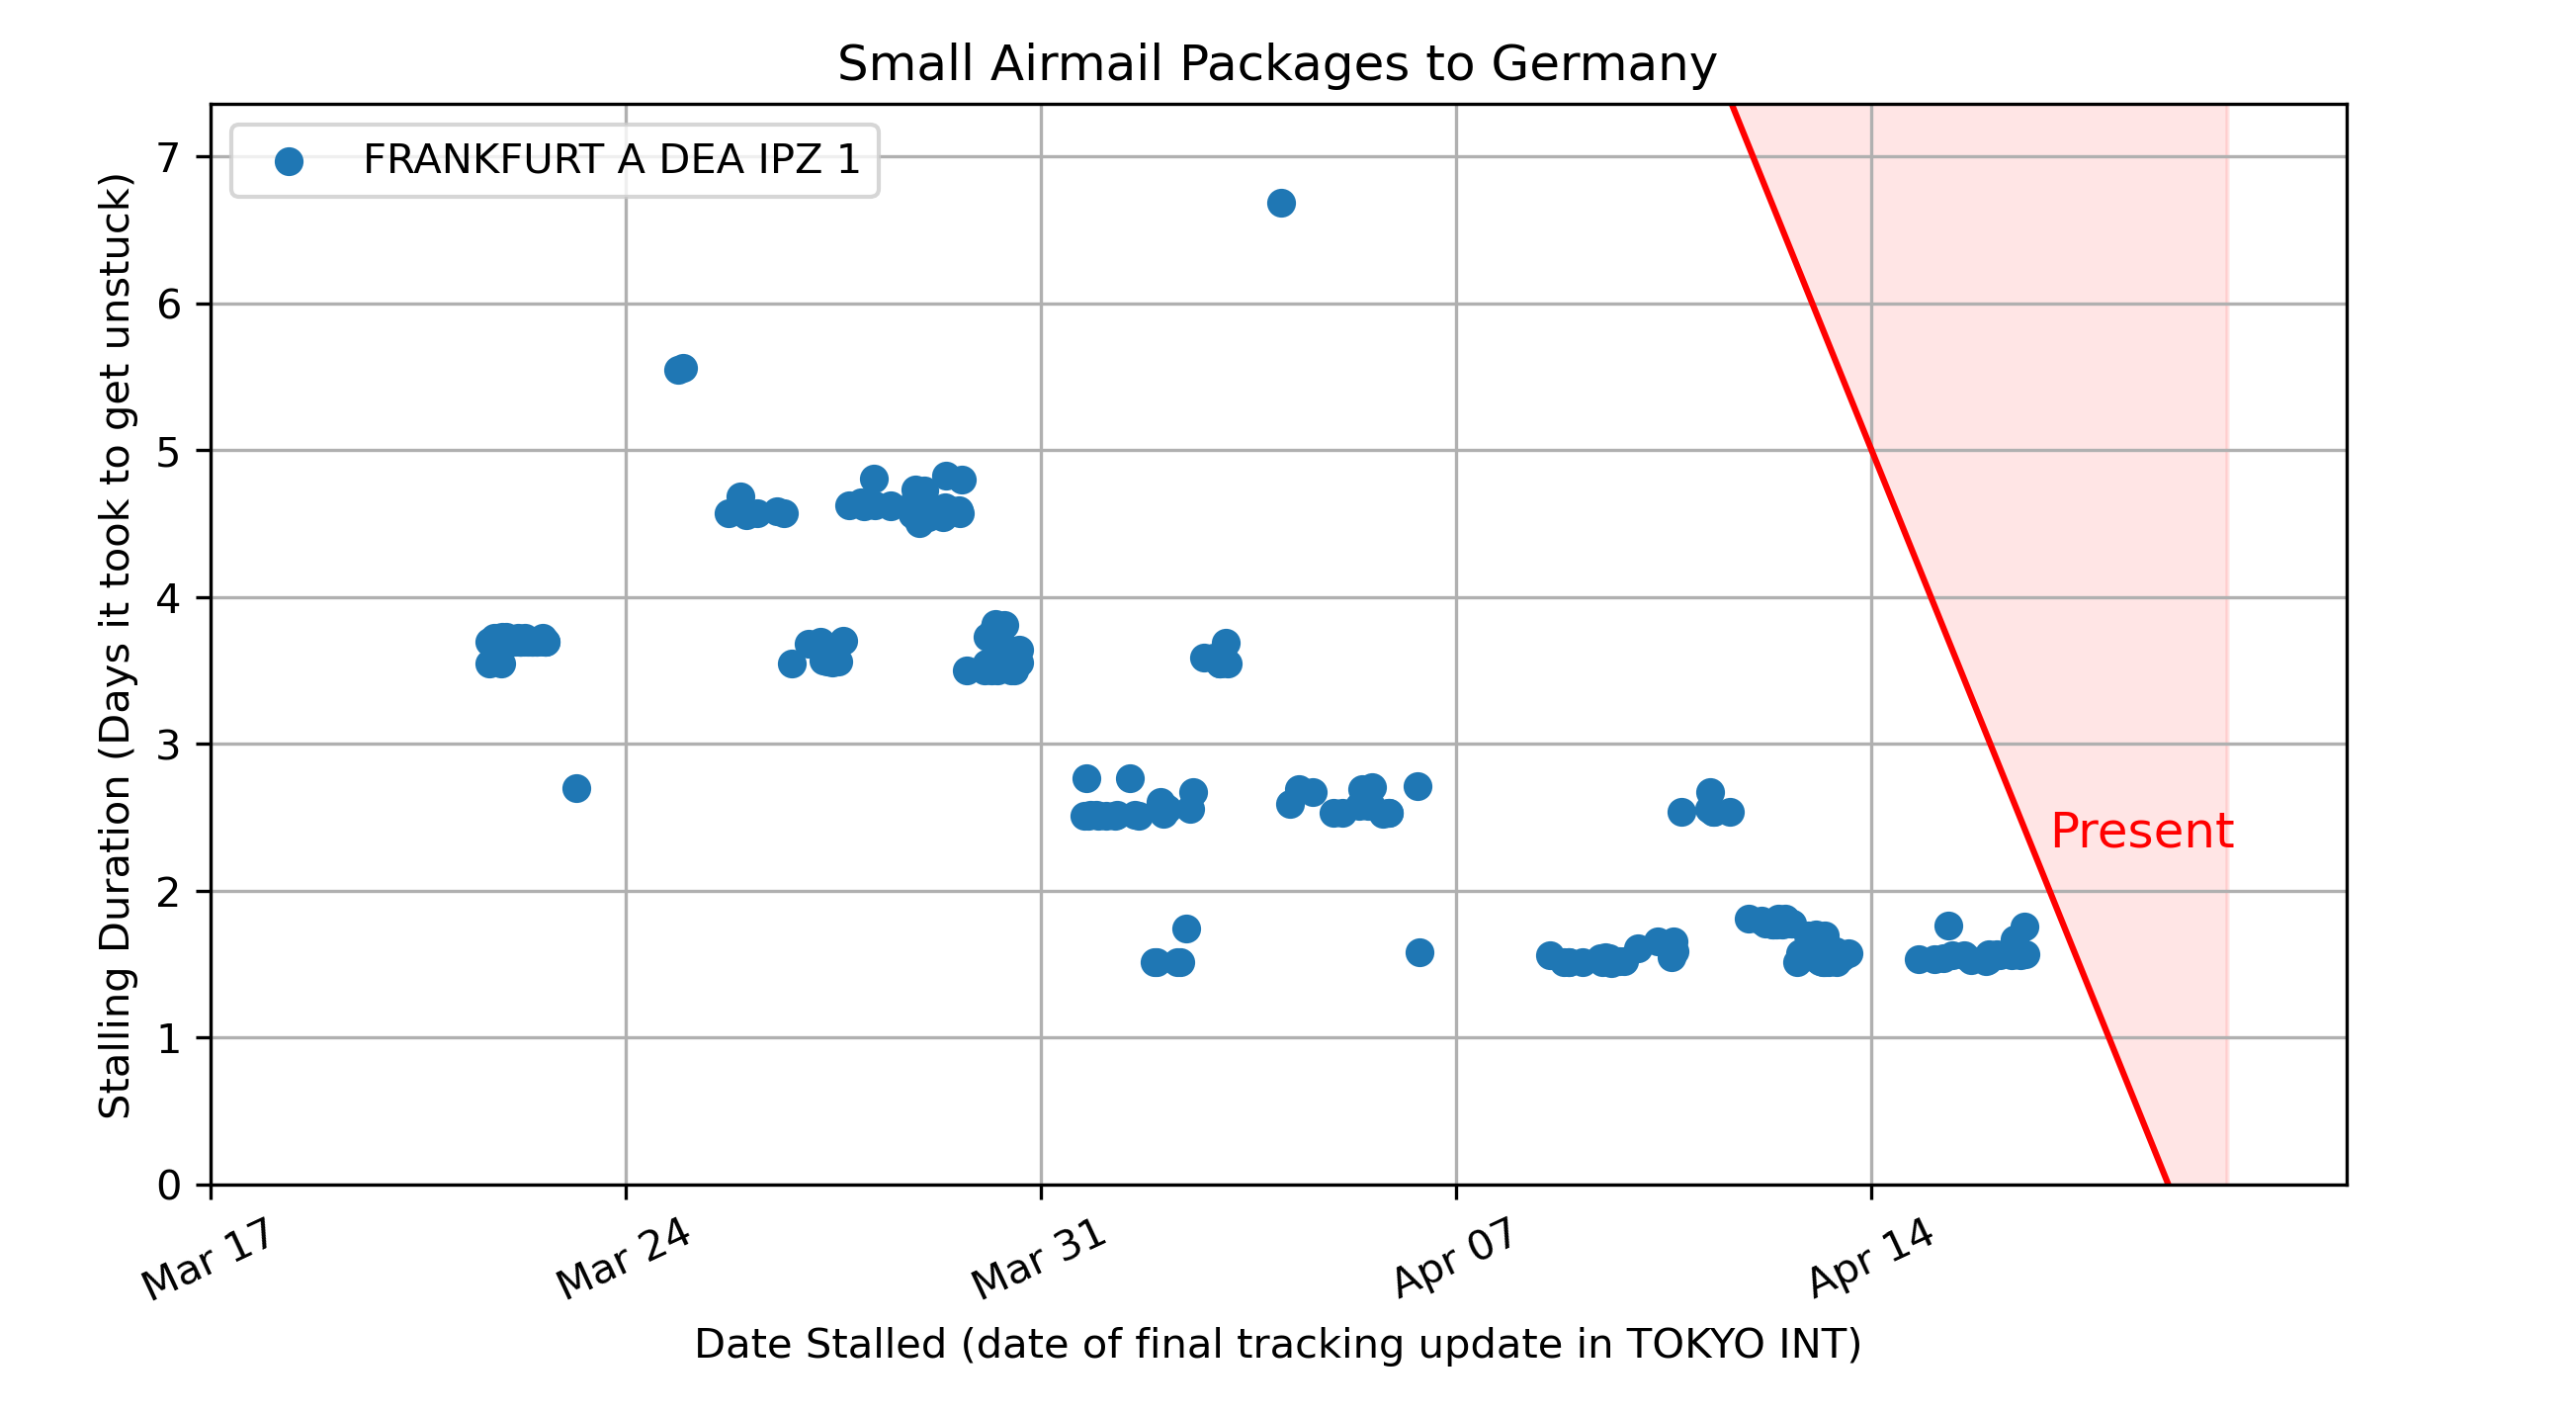 Small Airmail Packages to Germany
FRANKFURT A DEA IPZ 1
Stalling Duration (Days it took to get unstuck)
7
6
5
4
3
2
1
0
Present
Mar 17
Mar 24
Mar 31
Apr 07
Apr 14
Date Stalled (date of final tracking update in TOKYO INT)